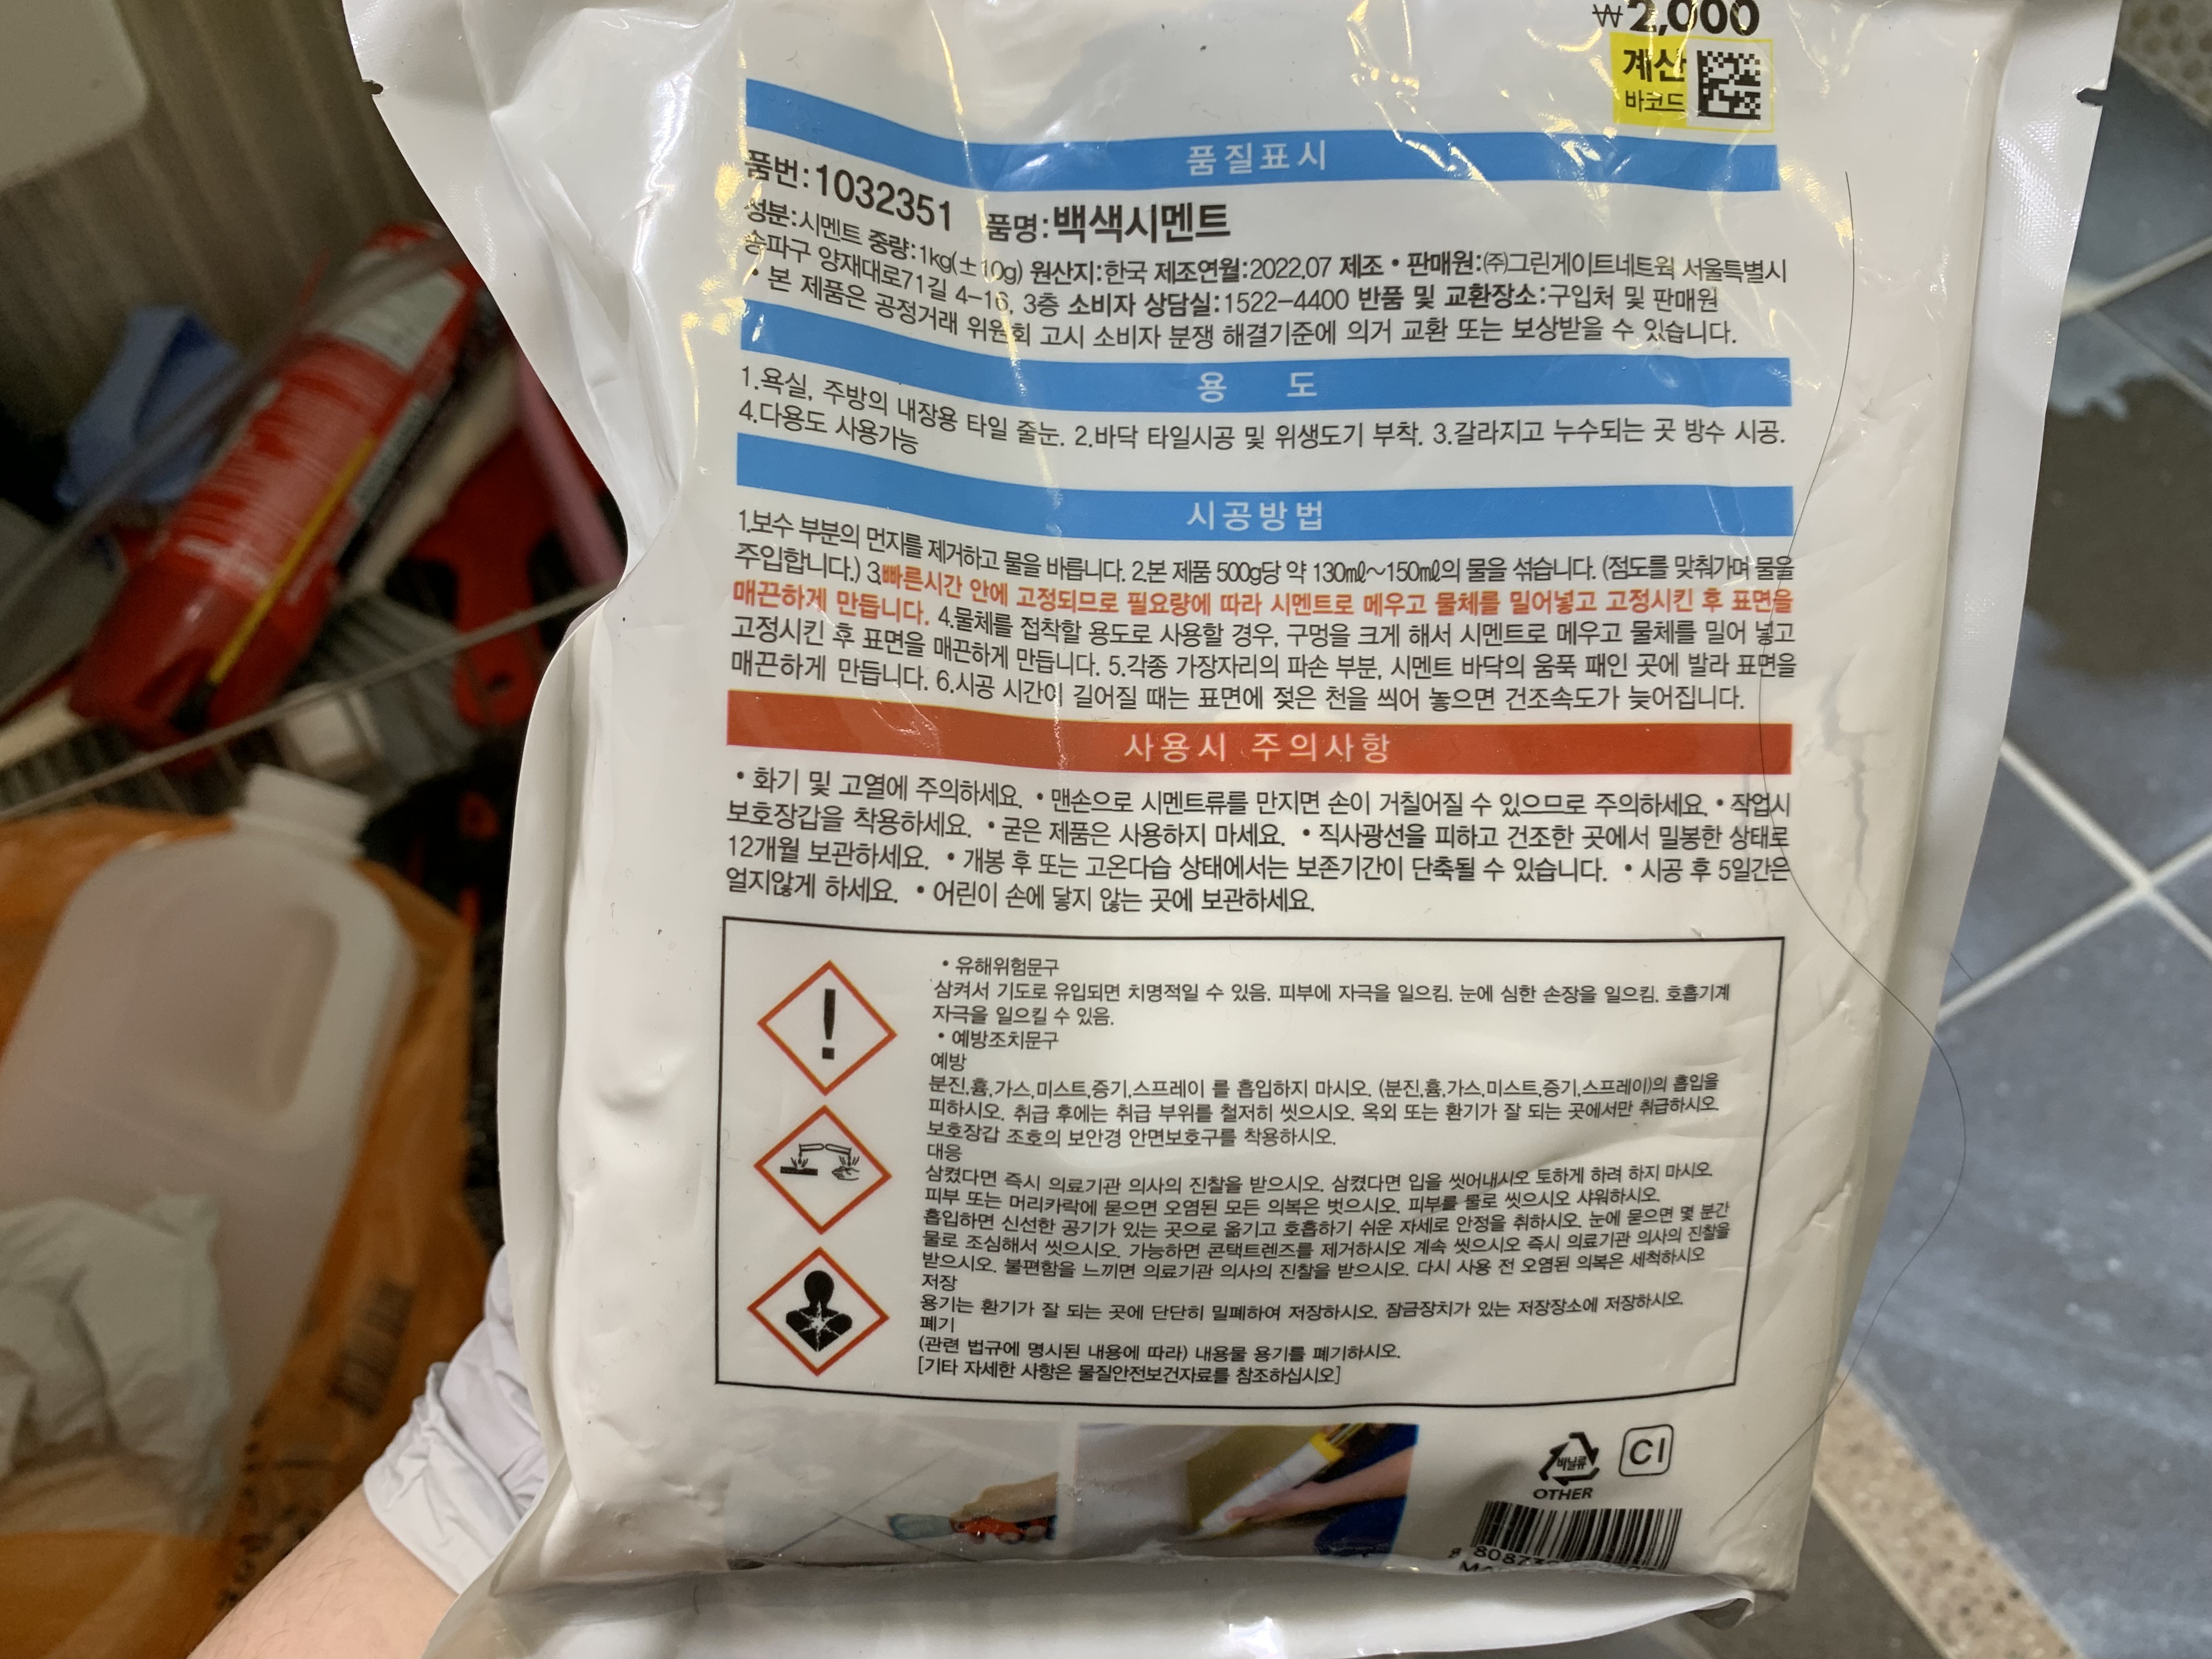 ₩2,000
계산
바코드
품질표시
품번:1032351 품명:백색시멘트
성분:시멘트 중량:1kg(±10g) 원산지:한국 제조연월:2022.07 제조・판매원:㈜그린게이트네트웍 서울특별시
송파구 양재대로71길 4-16, 3층 소비자 상담실:1522-4400 반품 및 교환장소:구입처 및 판매원
• 본 제품은 공정거래 위원회 고시 소비자 분쟁 해결기준에 의거 교환 또는 보상받을 수 있습니다.
용 도
1.욕실, 주방의 내장용 타일 줄눈. 2.바닥 타일시공 및 위생도기 부착. 3.갈라지고 누수되는 곳 방수 시공.
4.다용도 사용가능
시공방법
1.보수 부분의 먼지를 제거하고 물을 바릅니다. 2.본 제품 500g당 약 130㎖~150㎖의 물을 섞습니다. (점도를 맞춰가며 물을
주입합니다.) 3.빠른시간 안에 고정되므로 필요량에 따라 시멘트로 메우고 물체를 밀어넣고 고정시킨 후 표면을
매끈하게 만듭니다. 4.물체를 접착할 용도로 사용할 경우, 구멍을 크게 해서 시멘트로 메우고 물체를 밀어 넣고
고정시킨 후 표면을 매끈하게 만듭니다. 5.각종 가장자리의 파손 부분, 시멘트 바닥의 움푹 패인 곳에 발라 표면을
매끈하게 만듭니다. 6.시공 시간이 길어질 때는 표면에 젖은 천을 씌어 놓으면 건조속도가 늦어집니다.
사용시 주의사항
• 화기 및 고열에 주의하세요. • 맨손으로 시멘트류를 만지면 손이 거칠어질 수 있으므로 주의하세요. • 작업시
보호장갑을 착용하세요. • 굳은 제품은 사용하지 마세요. • 직사광선을 피하고 건조한 곳에서 밀봉한 상태로
12개월 보관하세요. • 개봉 후 또는 고온다습 상태에서는 보존기간이 단축될 수 있습니다. • 시공 후 5일간은
얼지않게 하세요. • 어린이 손에 닿지 않는 곳에 보관하세요.
• 유해위험문구
삼켜서 기도로 유입되면 치명적일 수 있음. 피부에 자극을 일으킴. 눈에 심한 손장을 일으킴. 호흡기계
자극을 일으킬 수 있음.
• 예방조치문구
예방
분진,흄,가스,미스트,증기,스프레이 를 흡입하지 마시오. (분진,흄,가스,미스트,증기,스프레이)의 흡입을
피하시오. 취급 후에는 취급 부위를 철저히 씻으시오. 옥외 또는 환기가 잘 되는 곳에서만 취급하시오.
보호장갑 조호의 보안경 안면보호구를 착용하시오.
대응
삼켰다면 즉시 의료기관 의사의 진찰을 받으시오. 삼켰다면 입을 씻어내시오 토하게 하려 하지 마시오.
피부 또는 머리카락에 묻으면 오염된 모든 의복은 벗으시오. 피부를 물로 씻으시오 샤워하시오.
흡입하면 신선한 공기가 있는 곳으로 옮기고 호흡하기 쉬운 자세로 안정을 취하시오. 눈에 묻으면 몇 분간
물로 조심해서 씻으시오. 가능하면 콘택트렌즈를 제거하시오 계속 씻으시오 즉시 의료기관 의사의 진찰을
받으시오. 불편함을 느끼면 의료기관 의사의 진찰을 받으시오. 다시 사용 전 오염된 의복은 세척하시오
저장
용기는 환기가 잘 되는 곳에 단단히 밀폐하여 저장하시오. 잠금장치가 있는 저장장소에 저장하시오.
폐기
(관련 법규에 명시된 내용에 따라) 내용물 용기를 폐기하시오.
[기타 자세한 사항은 물질안전보건자료를 참조하십시오]
비닐류
OTHER
CI